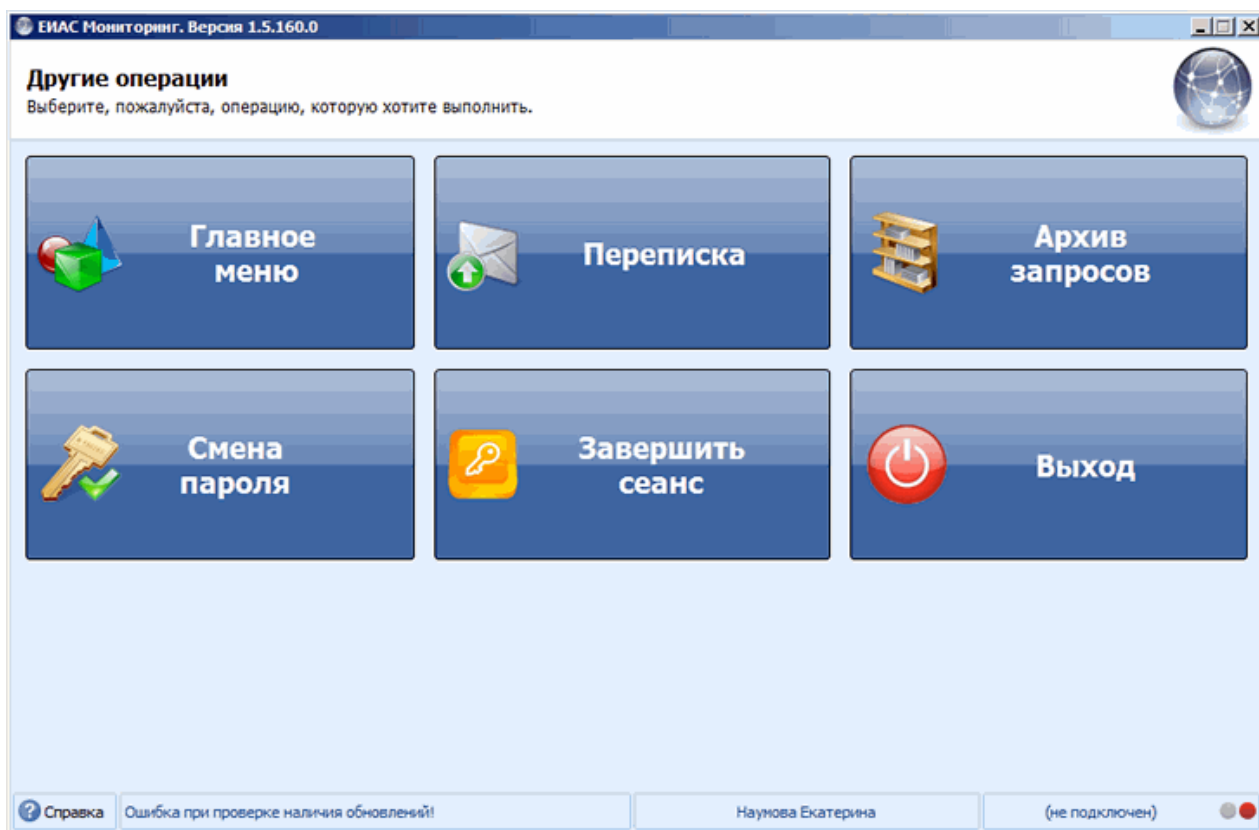 ЕИАС Мониторинг. Версия 1.5.160.0
Другие операции
Выберите, пожалуйста, операцию, которую хотите выполнить.
Главное
меню
Переписка
Архив
запросов
Смена
пароля
Завершить
сеанс
Выход
Справка
Ошибка при проверке наличия обновлений!
Наумова Екатерина
(не подключен)